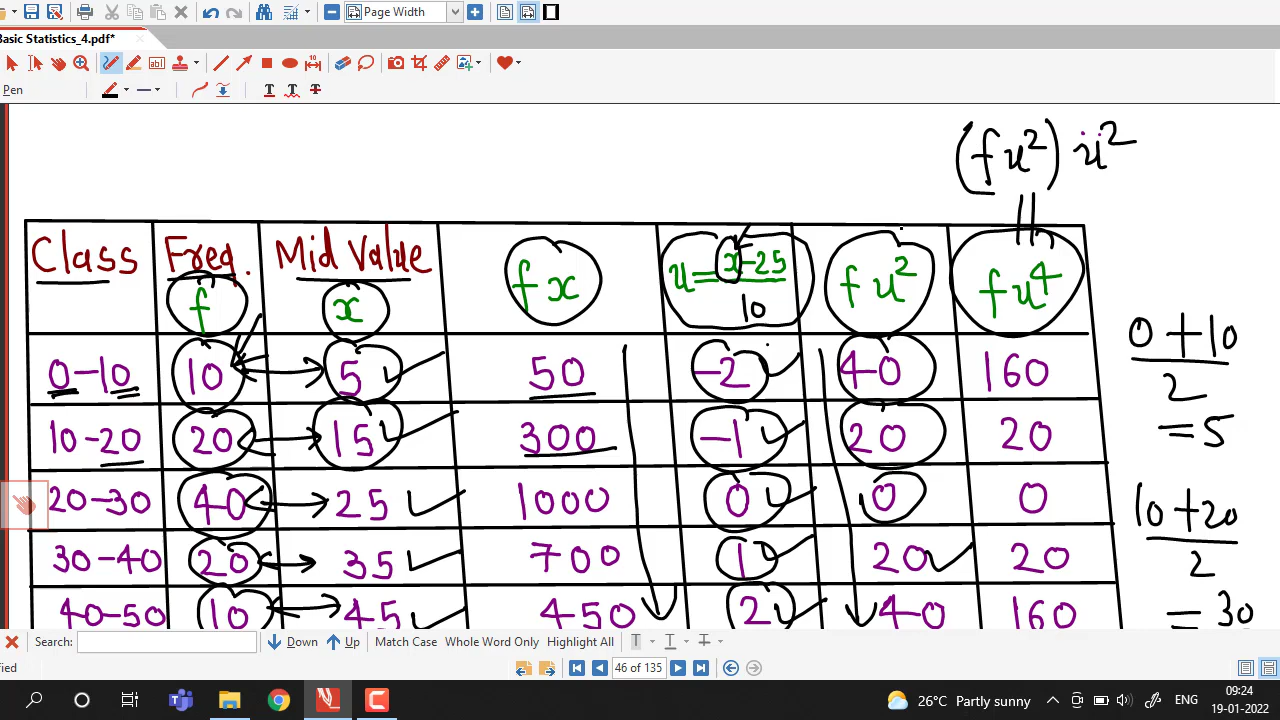 Page Width
Basic Statistics_4.pdf*
10
Pen
(fu²) u²
Class Freq. Mid Value fx u = x-25 / 10 fu² fu⁴
f x
0-10 10 5 50 -2 40 160
10-20 20 15 300 -1 20 20
20-30 40 25 1000 0 0 0
30-40 20 35 700 1 20 20
40-50 10 45 450 2 40 160
0 + 10
2
= 5
10 + 20
2
= 30
Search: Down Up Match Case Whole Word Only Highlight All
fied 46 of 135
26°C Partly sunny ENG 09:24
19-01-2022